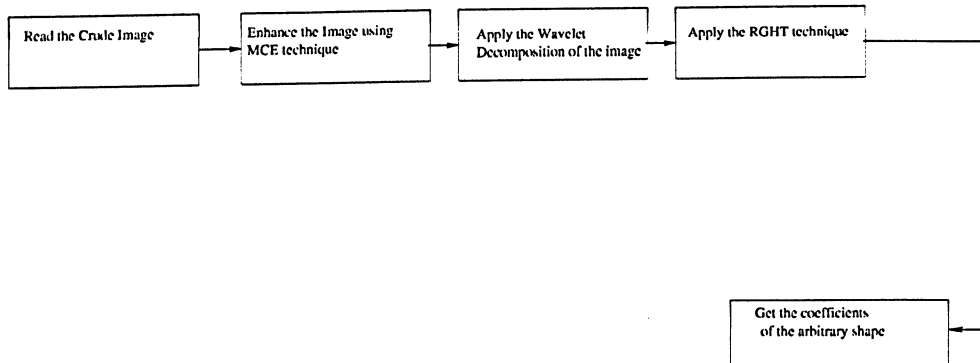 Read the Crude Image
Enhance the Image using
MCE technique
Apply the Wavelet
Decomposition of the image
Apply the RGHT technique
Get the coefficients
of the arbitrary shape